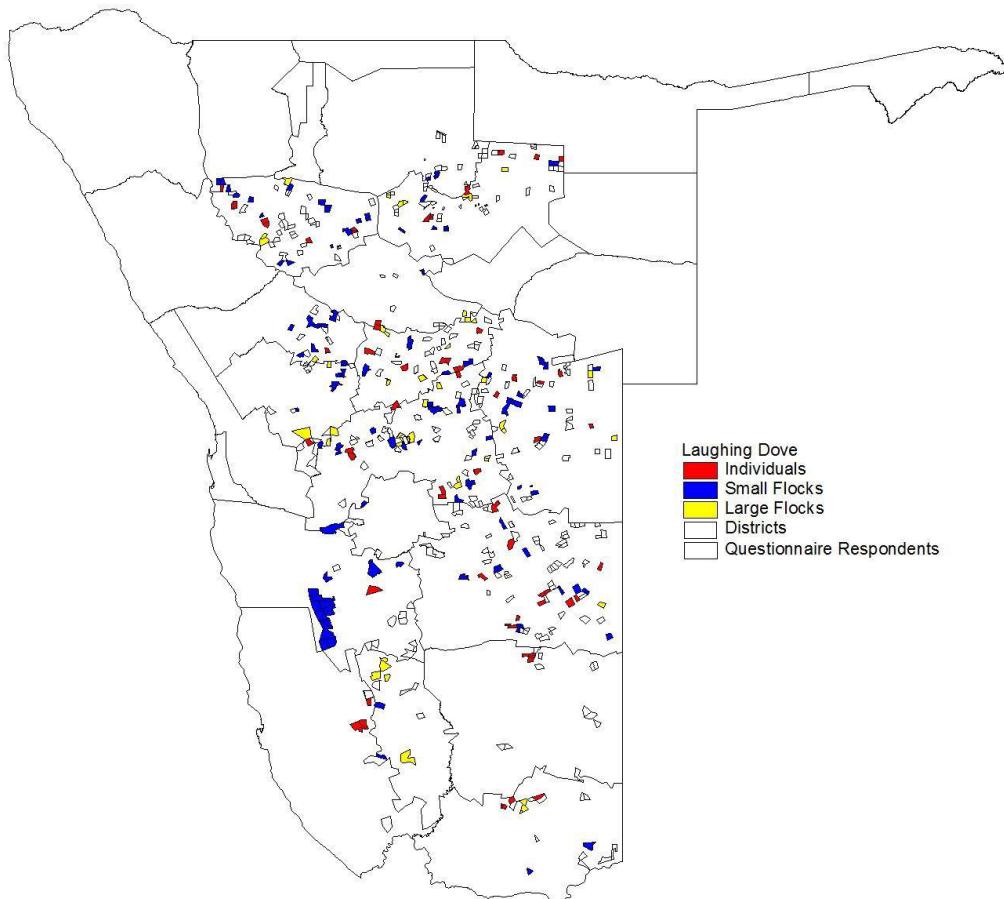 Laughing Dove
Individuals
Small Flocks
Large Flocks
Districts
Questionnaire Respondents